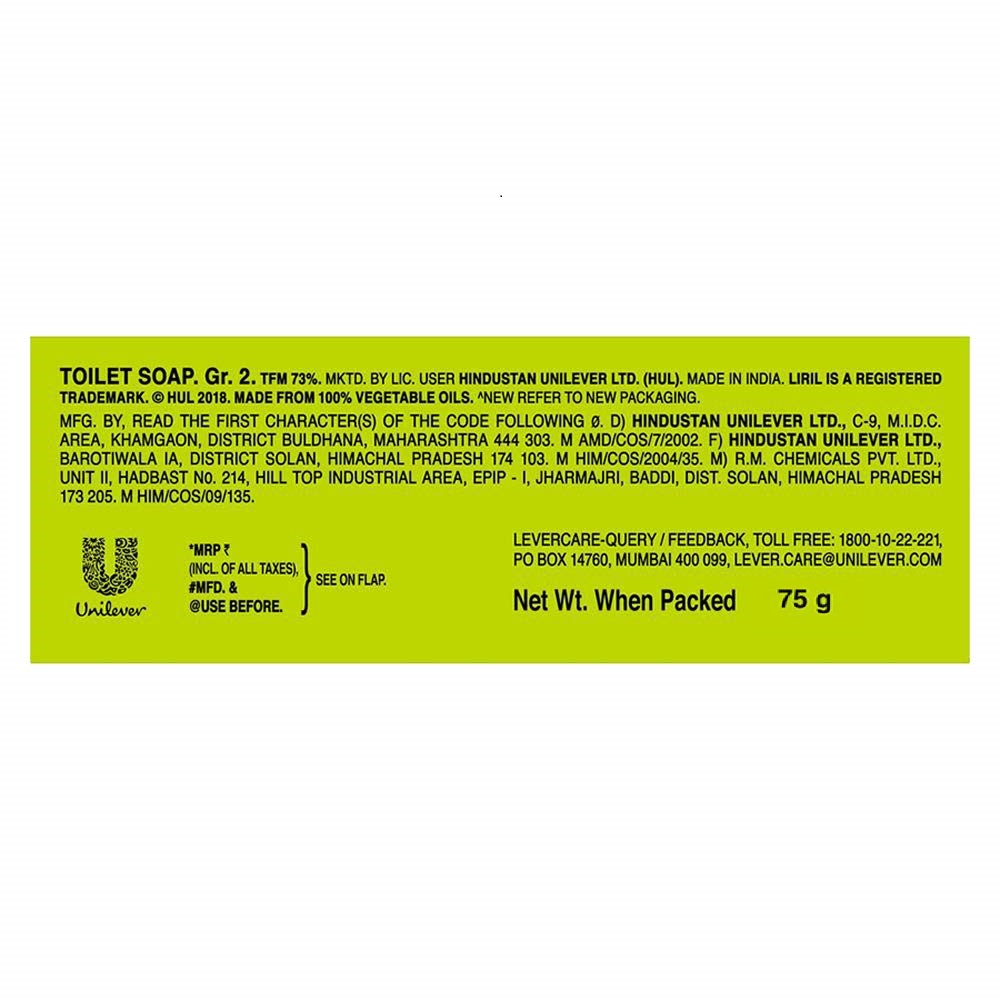 TOILET SOAP. Gr. 2. TFM 73%. MKTD. BY LIC. USER HINDUSTAN UNILEVER LTD. (HUL). MADE IN INDIA. LIRIL IS A REGISTERED
TRADEMARK. © HUL 2018. MADE FROM 100% VEGETABLE OILS. ^NEW REFER TO NEW PACKAGING.
MFG. BY, READ THE FIRST CHARACTER(S) OF THE CODE FOLLOWING Ø. D) HINDUSTAN UNILEVER LTD., C-9, M.I.D.C.
AREA, KHAMGAON, DISTRICT BULDHANA, MAHARASHTRA 444 303. M AMD/COS/7/2002. F) HINDUSTAN UNILEVER LTD.,
BAROTIWALA IA, DISTRICT SOLAN, HIMACHAL PRADESH 174 103. M HIM/COS/2004/35. M) R.M. CHEMICALS PVT. LTD.,
UNIT II, HADBAST No. 214, HILL TOP INDUSTRIAL AREA, EPIP - I, JHARMAJRI, BADDI, DIST. SOLAN, HIMACHAL PRADESH
173 205. M HIM/COS/09/135.
Unilever
*MRP ₹
(INCL. OF ALL TAXES),
#MFD. &
@USE BEFORE.
SEE ON FLAP.
LEVERCARE-QUERY / FEEDBACK, TOLL FREE: 1800-10-22-221,
PO BOX 14760, MUMBAI 400 099, LEVER.CARE@UNILEVER.COM
Net Wt. When Packed 75 g